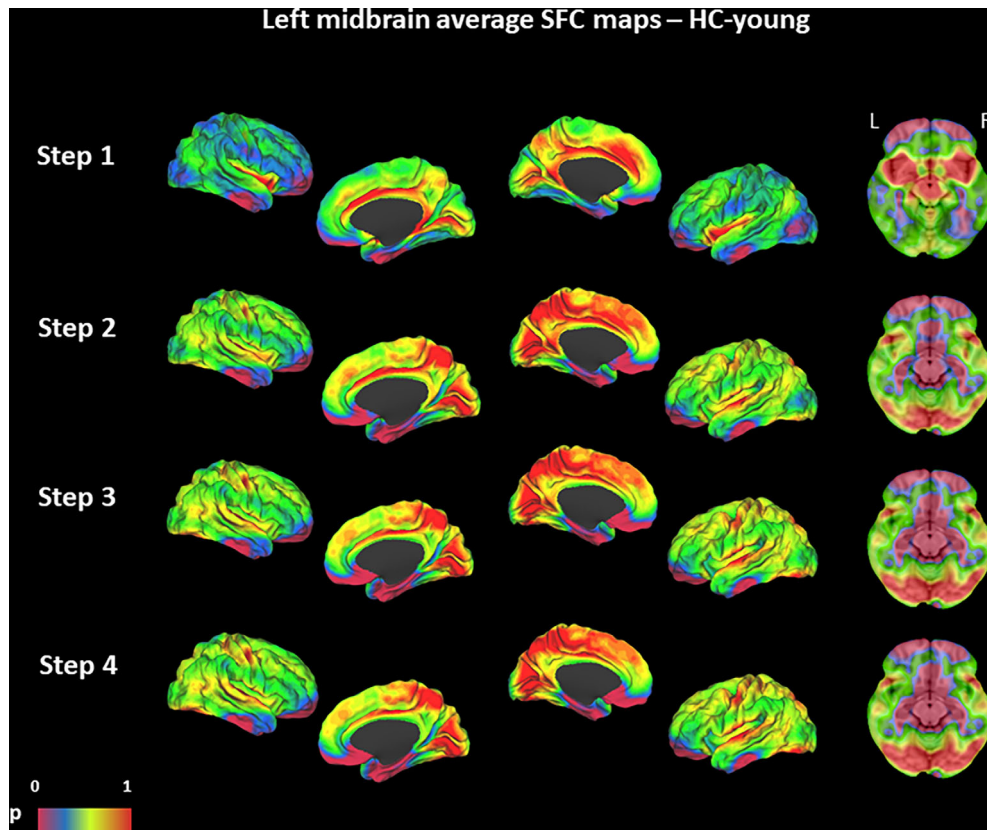 Left midbrain average SFC maps – HC-young
L
Step 1
Step 2
Step 3
Step 4
0 1
p